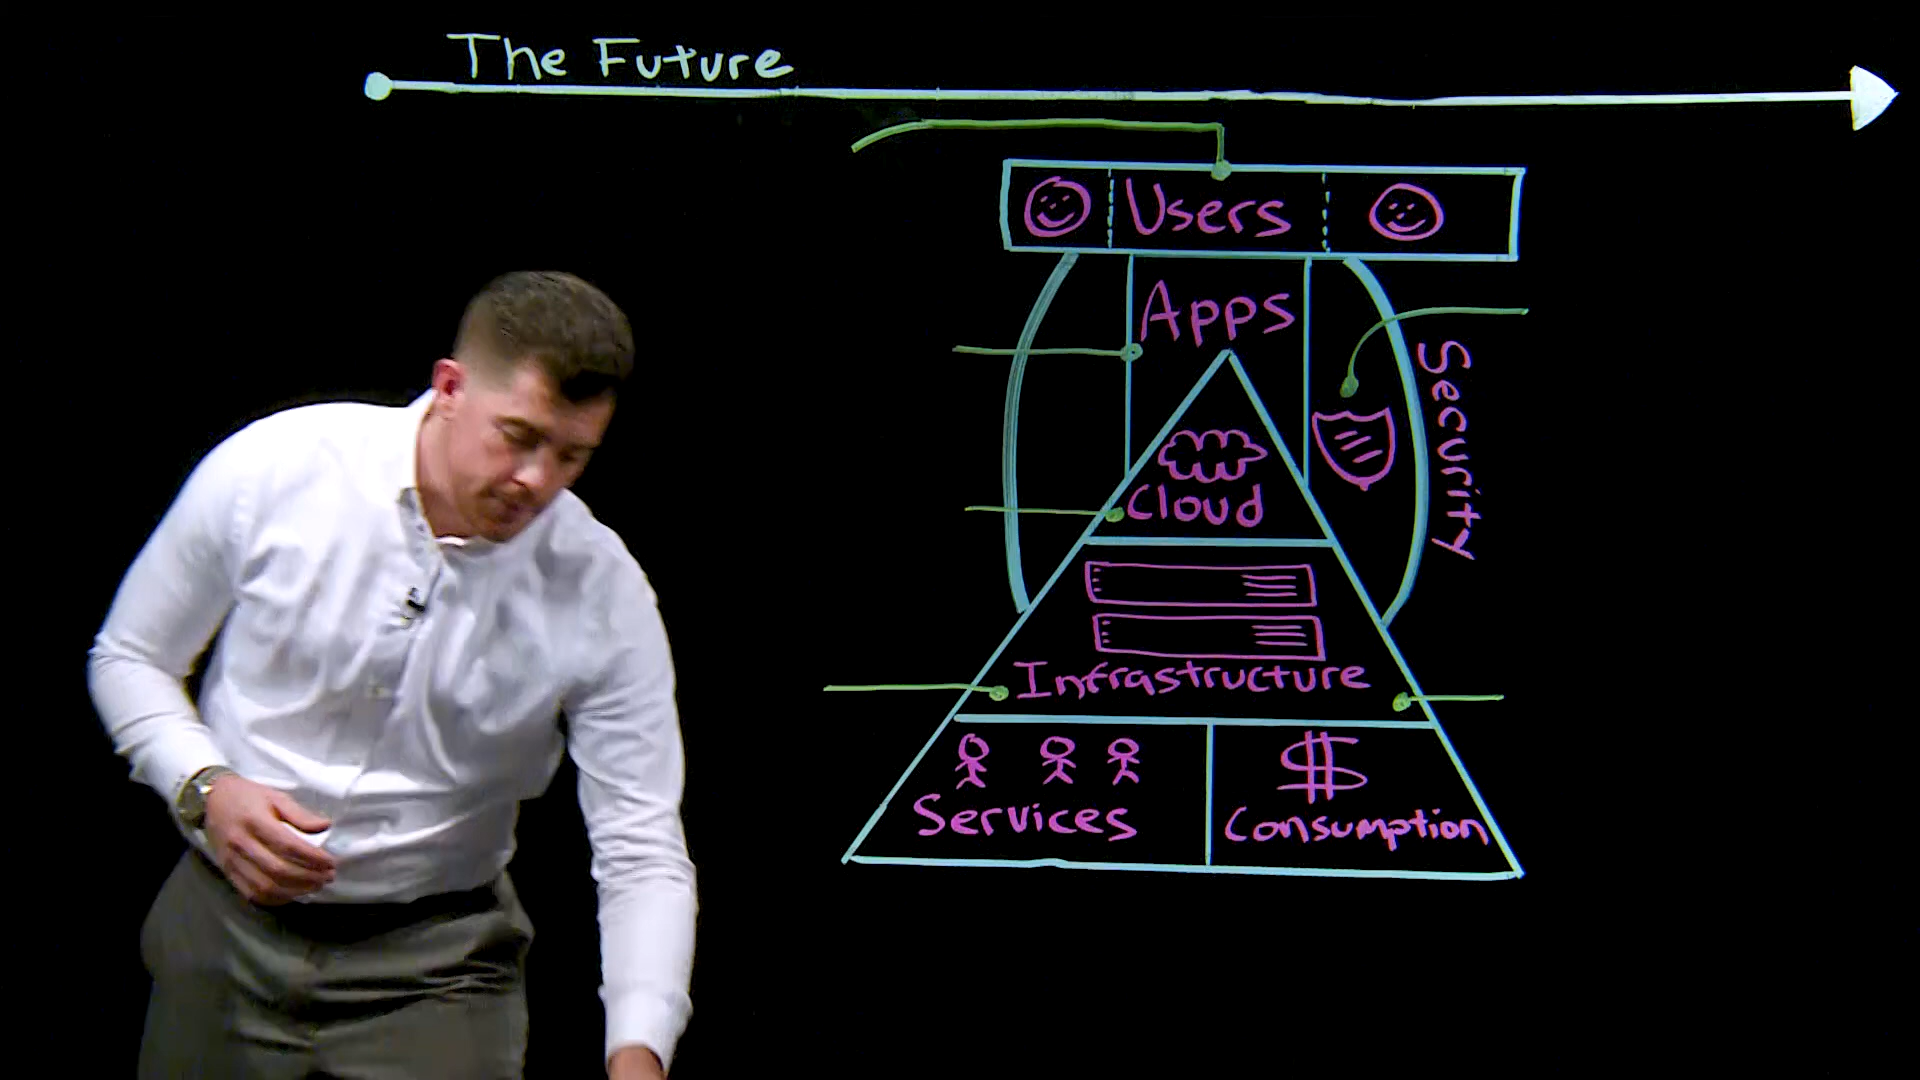 The Future
Users
Apps
Security
Cloud
Infrastructure
Services
Consumption